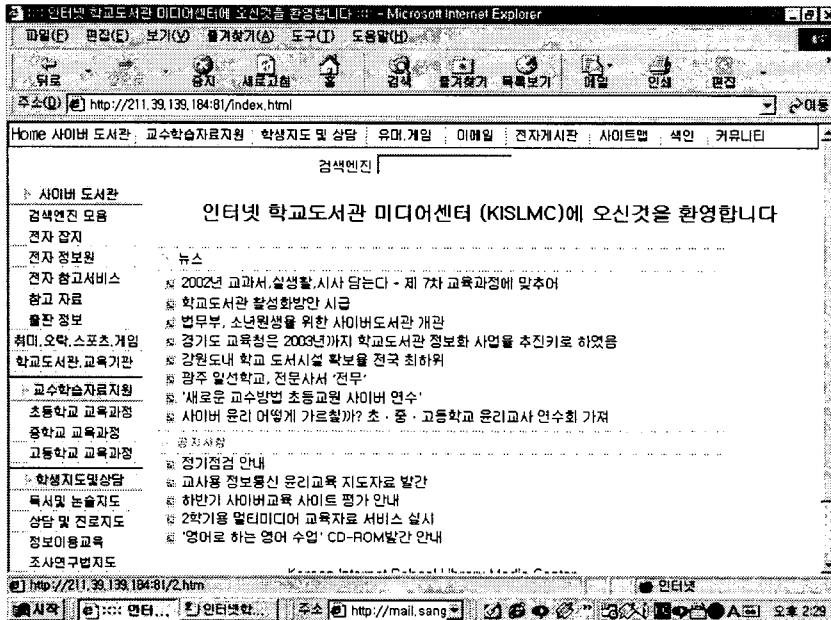 :::: 인터넷 학교도서관 미디어센터에 오신것을 환영합니다 :::: - Microsoft Internet Explorer
파일(F) 편집(E) 보기(V) 즐겨찾기(A) 도구(T) 도움말(H)
뒤로 중지 새로고침 홈 검색 즐겨찾기 목록보기 메일 인쇄 편집
주소(D) http://211.39.139.184:81/index.html 이동
Home 사이버 도서관 교수학습자료지원 학생지도 및 상담 유머.게임 이메일 전자게시판 사이트맵 색인 커뮤니티
검색엔진
사이버 도서관
검색엔진 모음
전자 잡지
전자 정보원
전자 참고서비스
참고 자료
출판 정보
취미,오락,스포츠,게임
학교도서관,교육기관
교수학습자료지원
초등학교 교육과정
중학교 교육과정
고등학교 교육과정
학생지도및상담
독서및 논술지도
상담 및 진로지도
정보이용교육
조사연구법지도
인터넷 학교도서관 미디어센터 (KISLMC)에 오신것을 환영합니다
뉴스
2002년 교과서,실생활,시사 담는다 - 제 7차 교육과정에 맞추어
학교도서관 활성화방안 시급
법무부, 소년원생을 위한 사이버도서관 개관
경기도 교육청은 2003년까지 학교도서관 정보화 사업을 추진키로 하였음
강원도내 학교 도서시설 확보율 전국 최하위
광주 일선학교, 전문사서 '전무'
'새로운 교수방법 초등교원 사이버 연수'
사이버 윤리 어떻게 가르칠까? 초 · 중 · 고등학교 윤리교사 연수회 가져
공지사항
정기점검 안내
교사용 정보통신 윤리교육 지도자료 발간
하반기 사이버교육 사이트 평가 안내
2학기용 멀티미디어 교육자료 서비스 실시
'영어로 하는 영어 수업' CD-ROM발간 안내
Korean Internet School Library Media Center
http://211.39.139.184:81/2.htm 인터넷
시작 :::: 인터... 인터넷학... 주소 http://mail.sang A 오후 2:29